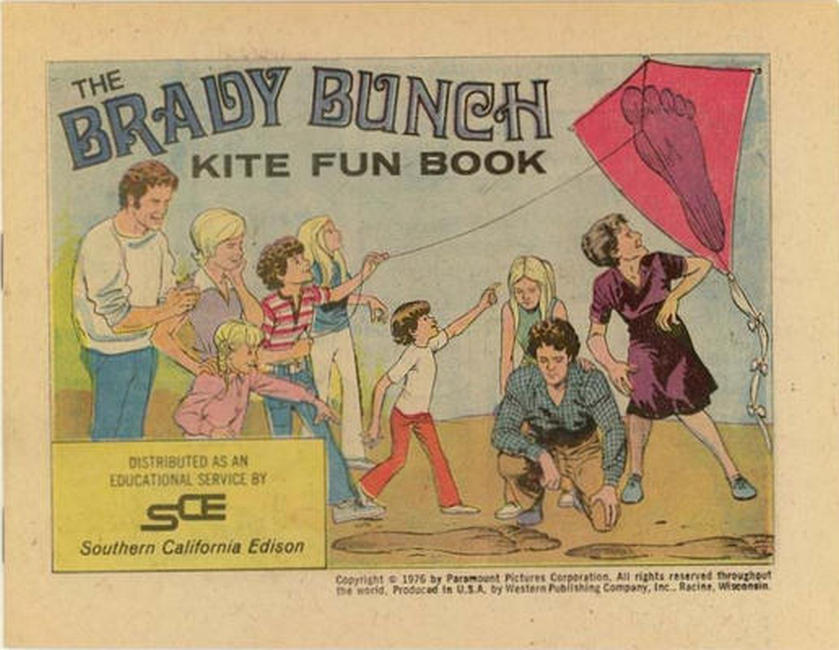 THE
BRADY BUNCH
KITE FUN BOOK
DISTRIBUTED AS AN
EDUCATIONAL SERVICE BY
SCE
Southern California Edison
Copyright © 1976 by Paramount Pictures Corporation. All rights reserved throughout
the world. Produced in U.S.A. by Western Publishing Company, Inc., Racine, Wisconsin.